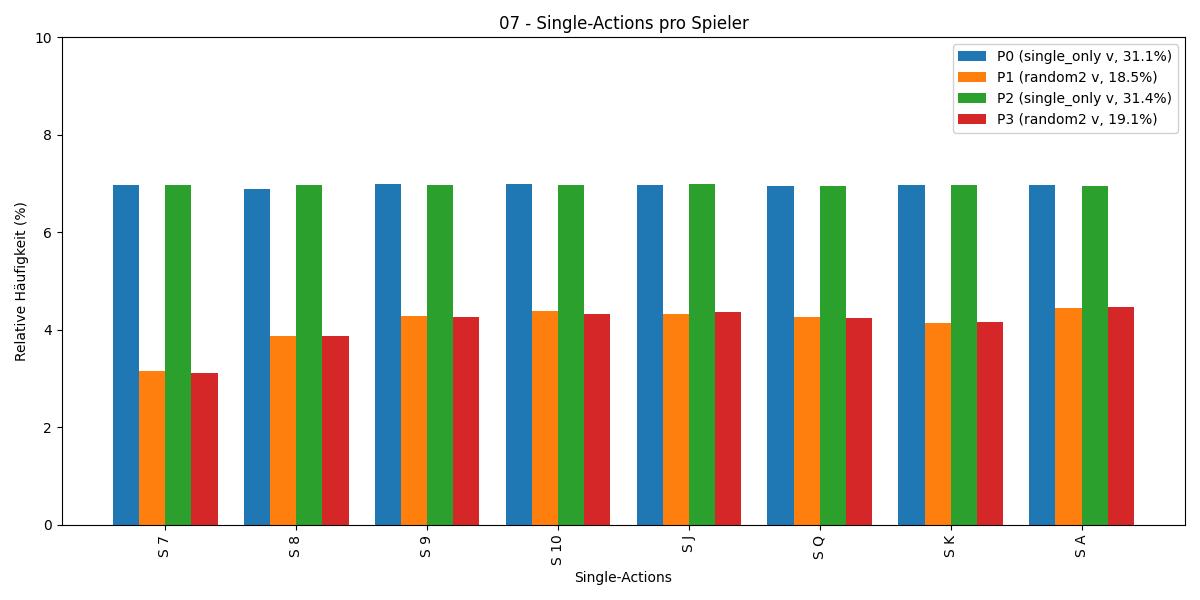 07 - Single-Actions pro Spieler
P0 (single_only v, 31.1%)
P1 (random2 v, 18.5%)
P2 (single_only v, 31.4%)
P3 (random2 v, 19.1%)
Relative Häufigkeit (%)
10
8
6
4
2
0
S 7
S 8
S 9
S 10
S J
S Q
S K
S A
Single-Actions